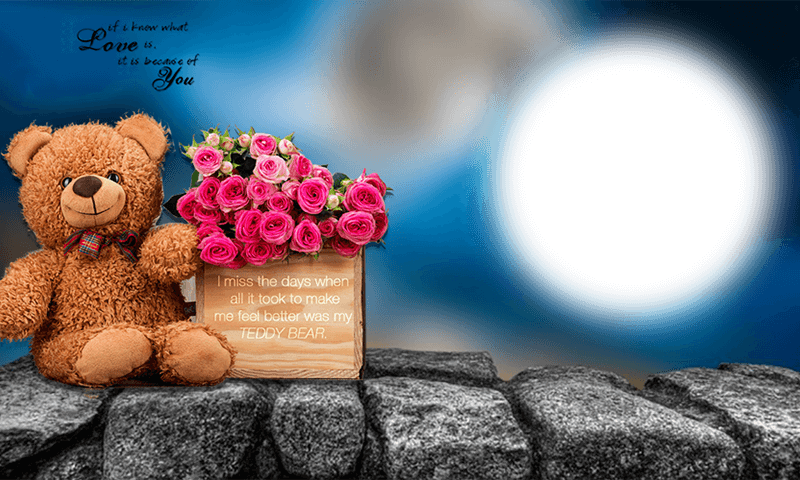 if i know what
Love is,
it is because of
You
I miss the days when
all it took to make
me feel better was my
TEDDY BEAR.